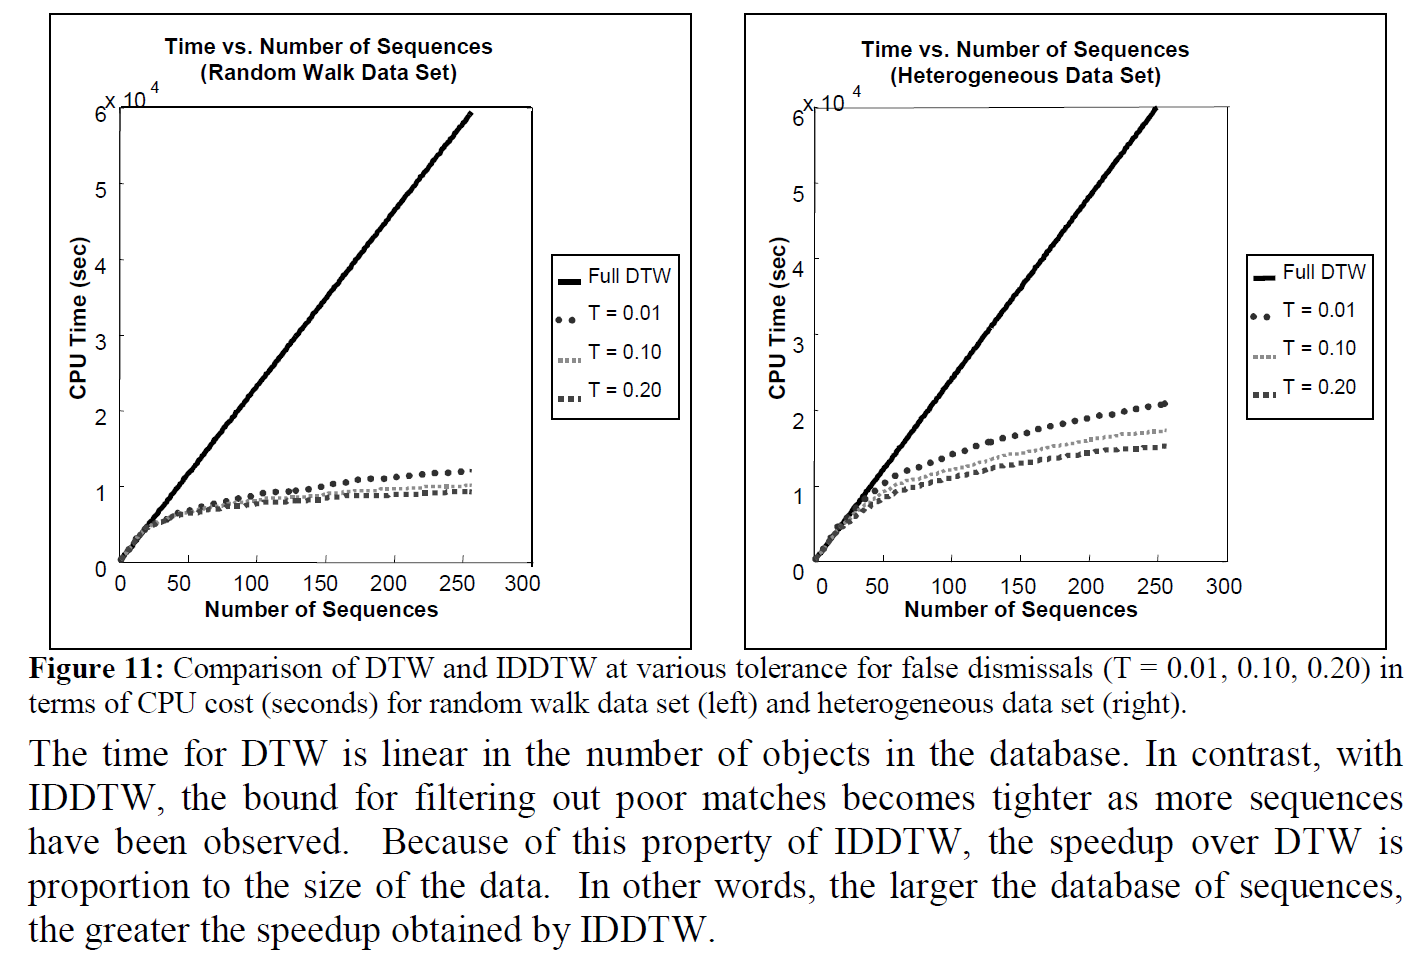 Time vs. Number of Sequences
(Random Walk Data Set)
x 10 4
6
5
4
3
2
1
0
CPU Time (sec)
0 50 100 150 200 250 300
Number of Sequences
Full DTW
T = 0.01
T = 0.10
T = 0.20
Time vs. Number of Sequences
(Heterogeneous Data Set)
x 10 4
6
5
4
3
2
1
0
CPU Time (sec)
0 50 100 150 200 250 300
Number of Sequences
Full DTW
T = 0.01
T = 0.10
T = 0.20
Figure 11: Comparison of DTW and IDDTW at various tolerance for false dismissals (T = 0.01, 0.10, 0.20) in
terms of CPU cost (seconds) for random walk data set (left) and heterogeneous data set (right).
The time for DTW is linear in the number of objects in the database. In contrast, with
IDDTW, the bound for filtering out poor matches becomes tighter as more sequences
have been observed. Because of this property of IDDTW, the speedup over DTW is
proportion to the size of the data. In other words, the larger the database of sequences,
the greater the speedup obtained by IDDTW.